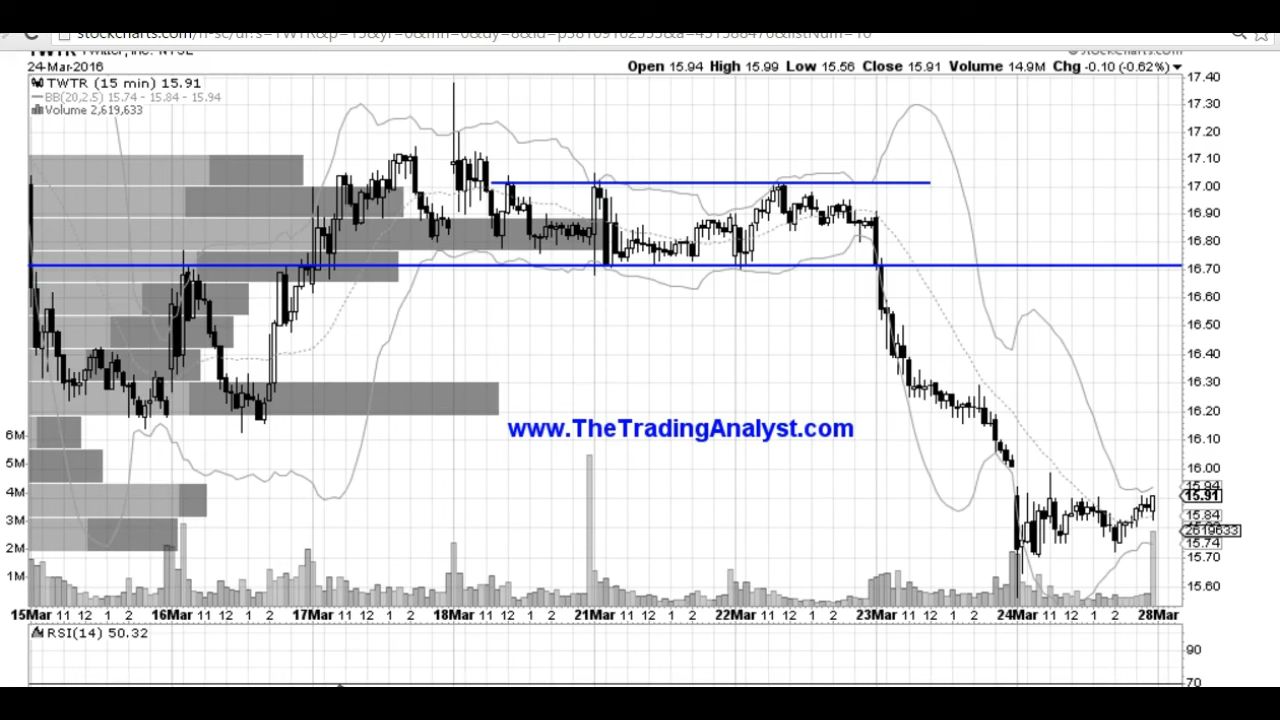 TWTR Twitter, Inc. NYSE © StockCharts.com
24-Mar-2016 Open 15.94 High 15.99 Low 15.56 Close 15.91 Volume 14.9M Chg -0.10 (-0.62%)
TWTR (15 min) 15.91
BB(20,2.5) 15.74 - 15.84 - 15.94
Volume 2,619,633
17.40
17.30
17.20
17.10
17.00
16.90
16.80
16.70
16.60
16.50
16.40
16.30
16.20
www.TheTradingAnalyst.com
6M
16.10
5M
16.00
15.94
4M
15.91
3M
15.84
2619633
2M
15.74
15.70
1M
15.60
15Mar 11 12 1 2 16Mar 11 12 1 2 17Mar 11 12 1 2 18Mar 11 12 1 2 21Mar 11 12 1 2 22Mar 11 12 1 2 23Mar 11 12 1 2 24Mar 11 12 1 2 28Mar
RSI(14) 50.32
90
70